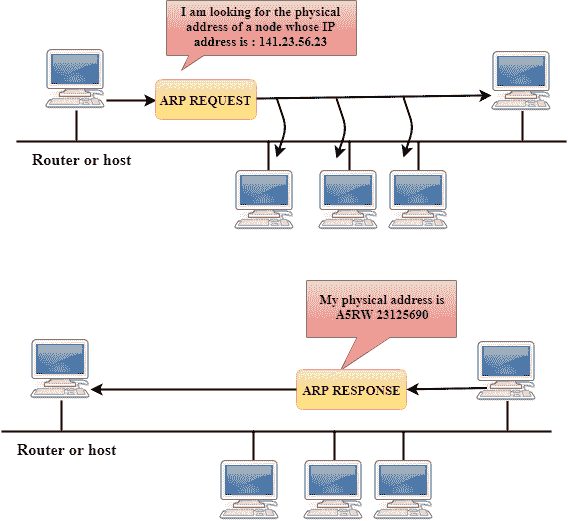 I am looking for the physical
address of a node whose IP
address is : 141.23.56.23
ARP REQUEST
Router or host
My physical address is
A5RW 23125690
ARP RESPONSE
Router or host